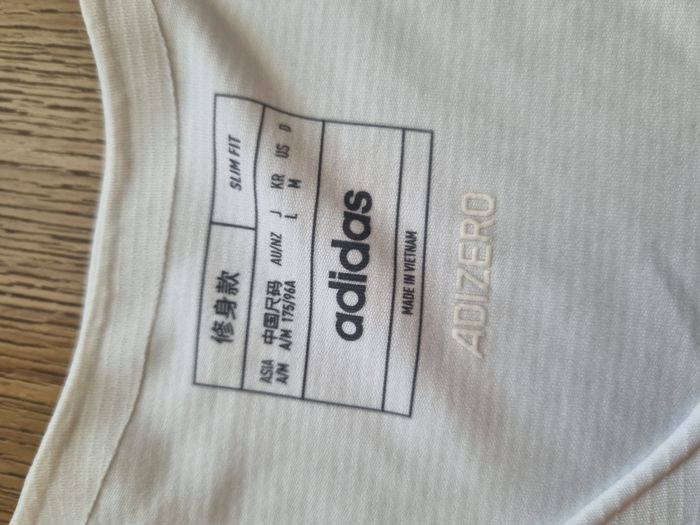 修身款 SLIM FIT
ASIA 中国尺码 AU/NZ J KR US D
A/M A/M 175/96A L M
adidas
MADE IN VIETNAM
ADIZERO